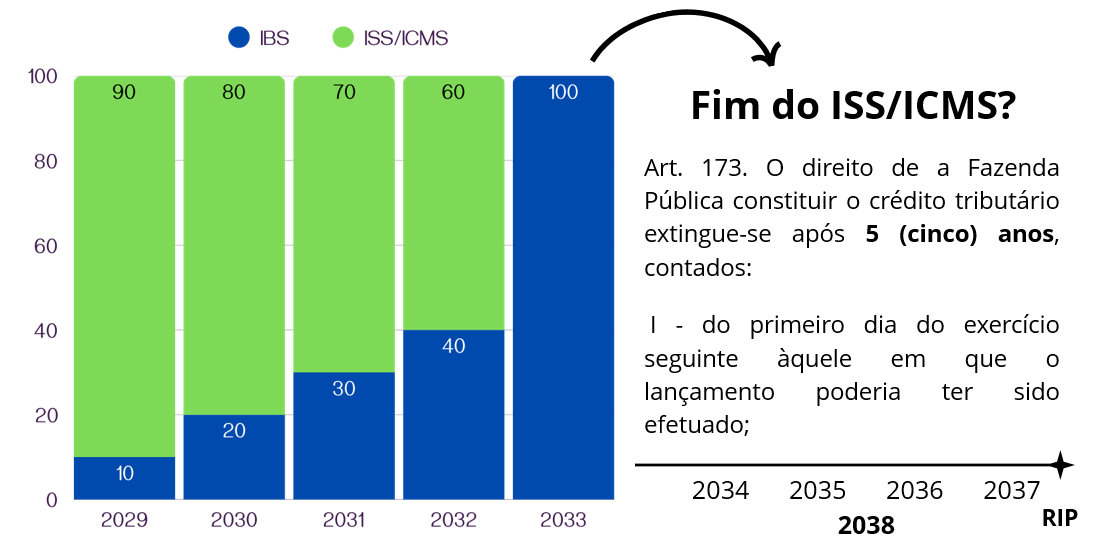 IBS ISS/ICMS
100
80
60
40
20
0
90 80 70 60 100
10 20 30 40
2029 2030 2031 2032 2033
Fim do ISS/ICMS?
Art. 173. O direito de a Fazenda
Pública constituir o crédito tributário
extingue-se após 5 (cinco) anos,
contados:
I - do primeiro dia do exercício
seguinte àquele em que o
lançamento poderia ter sido
efetuado;
2034 2035 2036 2037
2038
RIP